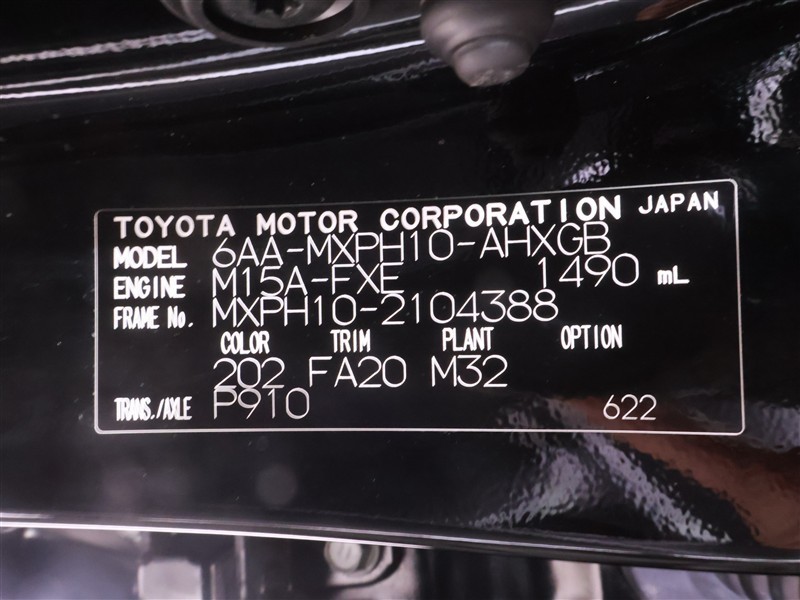 TOYOTA MOTOR CORPORATION JAPAN
MODEL 6AA-MXPH10-AHXGB
ENGINE M15A-FXE 1490 mL
FRAME No. MXPH10-2104388
COLOR TRIM PLANT OPTION
202 FA20 M32
TRANS./AXLE P910 622